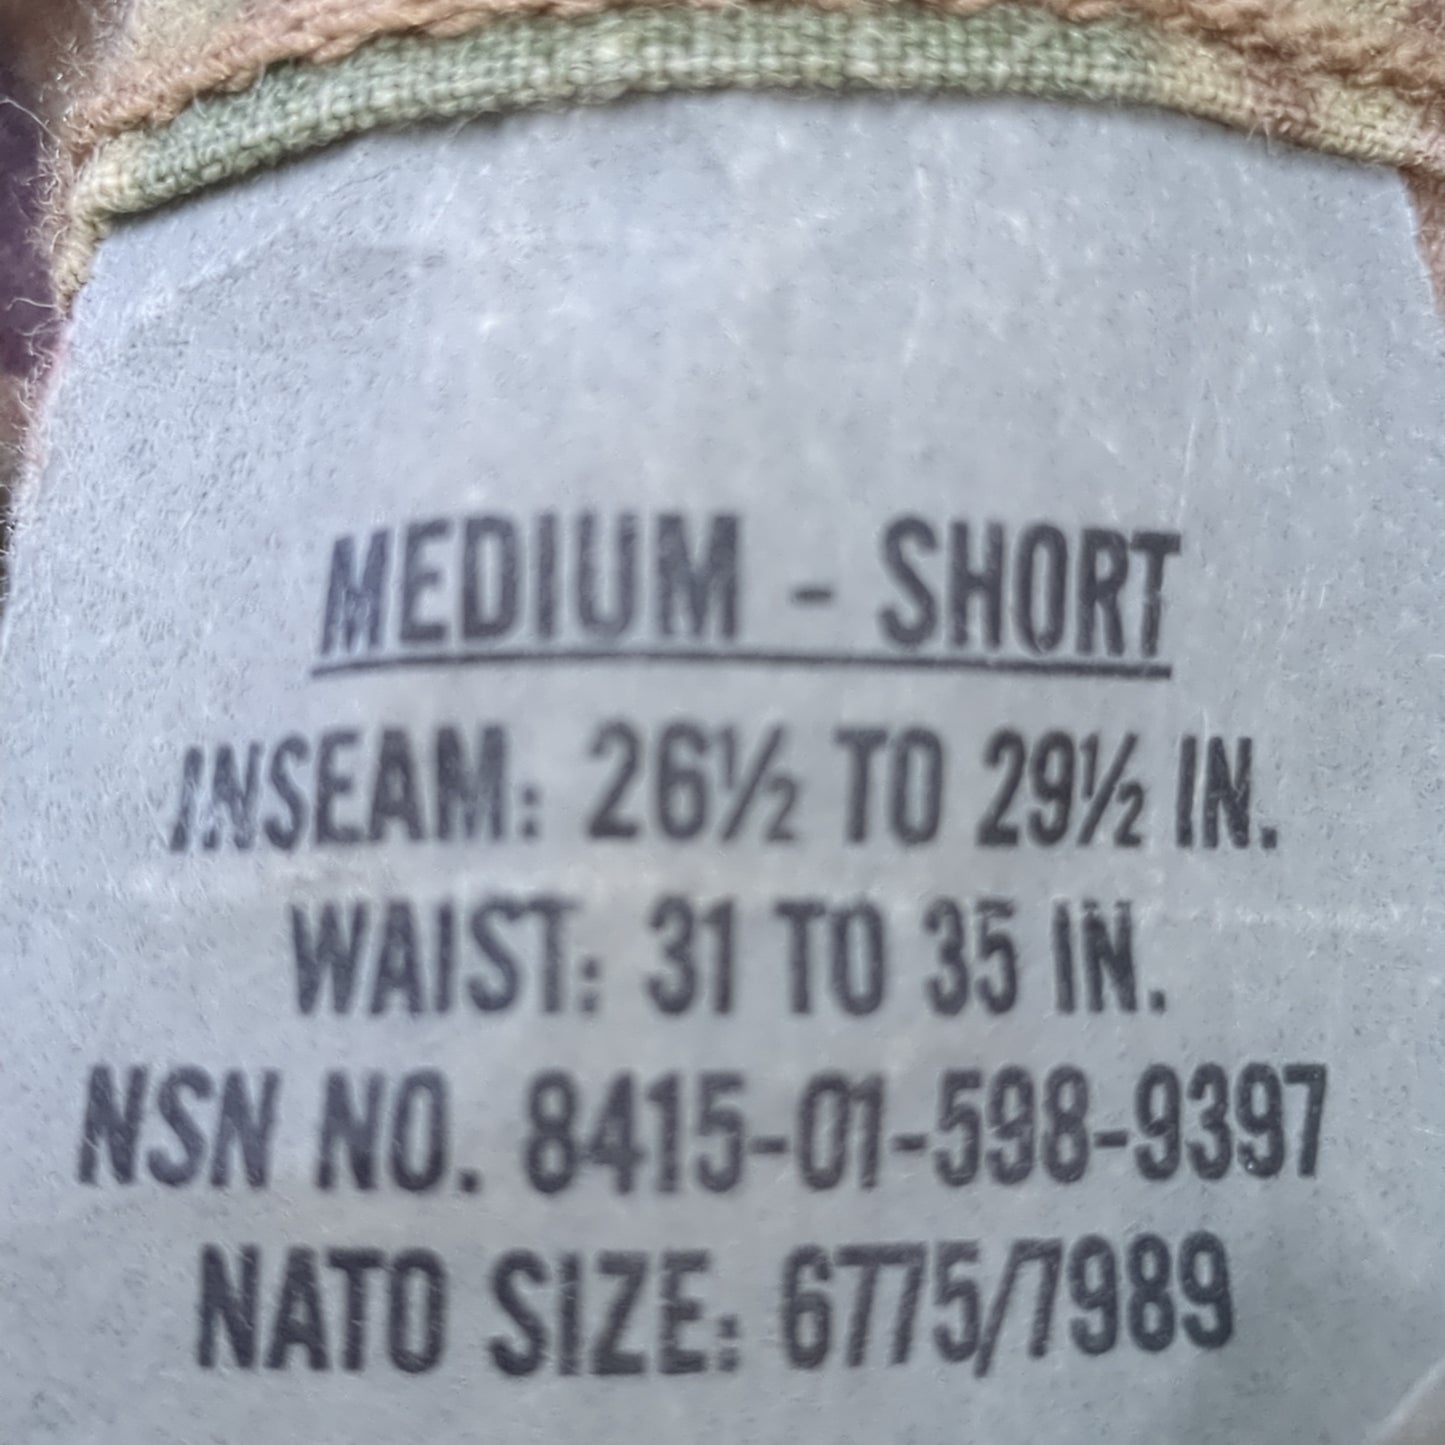 MEDIUM - SHORT
INSEAM: 26½ TO 29½ IN.
WAIST: 31 TO 35 IN.
NSN NO. 8415-01-598-9397
NATO SIZE: 6775/7989